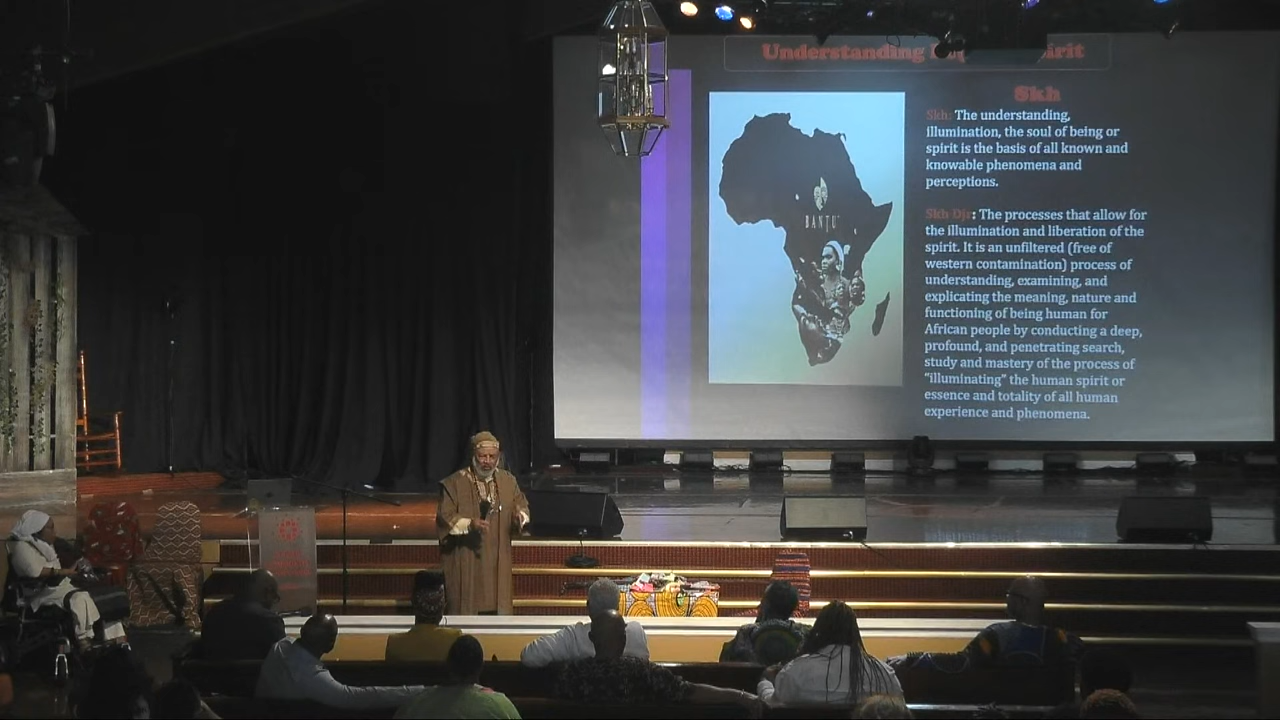 Understanding
Skh
Skh: The understanding,
illumination, the soul of being or
spirit is the basis of all known and
knowable phenomena and
perceptions.
BANTU
Skh Djr: The processes that allow for
the illumination and liberation of the
spirit. It is an unfiltered (free of
western contamination) process of
understanding, examining, and
explicating the meaning, nature and
functioning of being human for
African people by conducting a deep,
profound, and penetrating search,
study and mastery of the process of
"illuminating" the human spirit or
essence and totality of all human
experience and phenomena.